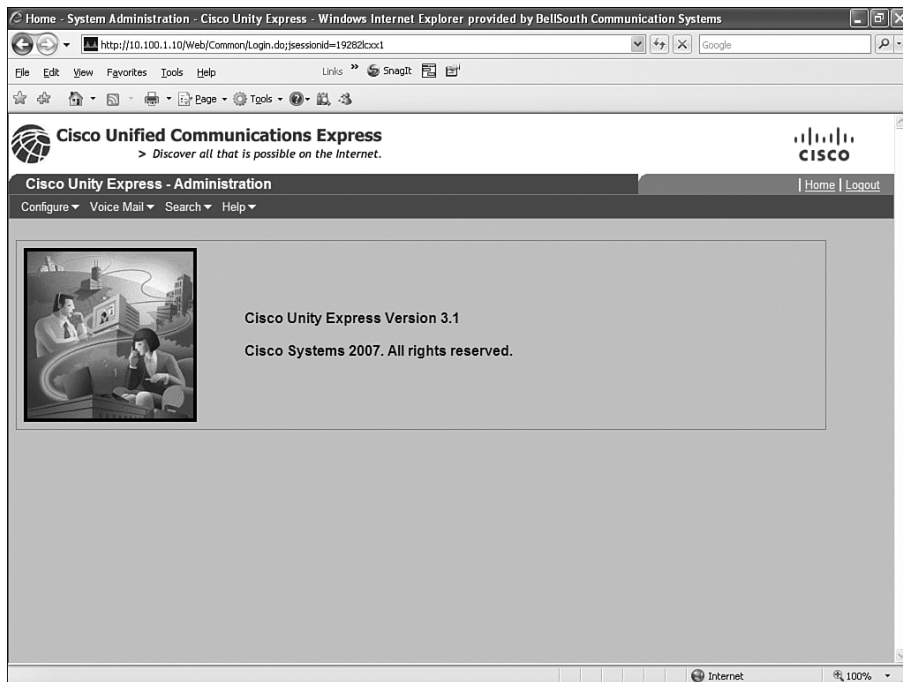 Home - System Administration - Cisco Unity Express - Windows Internet Explorer provided by BellSouth Communication Systems
http://10.100.1.10/Web/Common/Login.do;jsessionid=19282lcxx1
Google
File Edit View Favorites Tools Help Links » SnagIt
Page Tools
Cisco Unified Communications Express
> Discover all that is possible on the Internet.
CISCO
Cisco Unity Express - Administration | Home | Logout
Configure Voice Mail Search Help
Cisco Unity Express Version 3.1
Cisco Systems 2007. All rights reserved.
Internet 100%